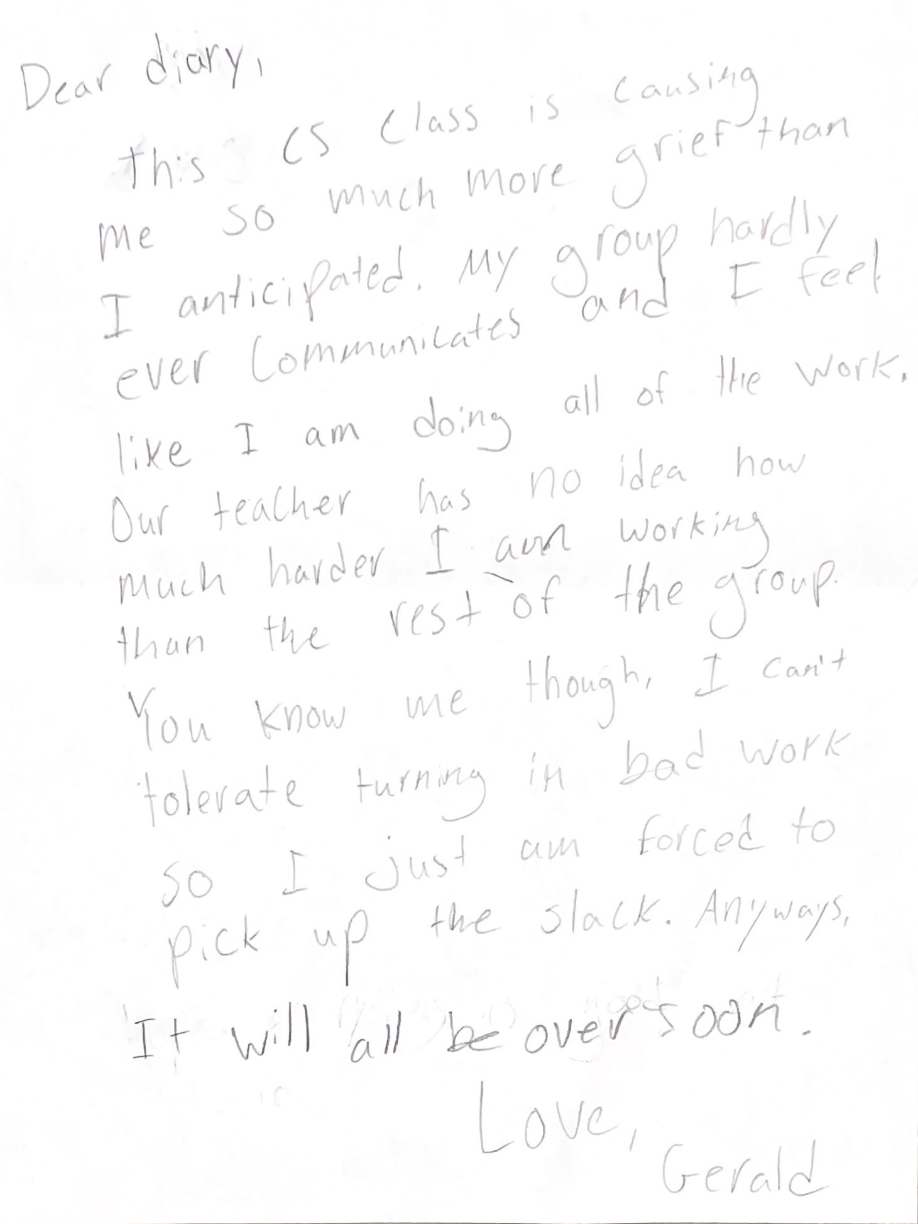 Dear diary,
This CS Class is causing
me so much more grief than
I anticipated. My group hardly
ever communicates and I feel
like I am doing all of the work.
Our teacher has no idea how
much harder I am working
than the rest of the group.
You know me though, I can't
tolerate turning in bad work
so I just am forced to
pick up the slack. Anyways,
It will all be over soon.
Love,
Gerald